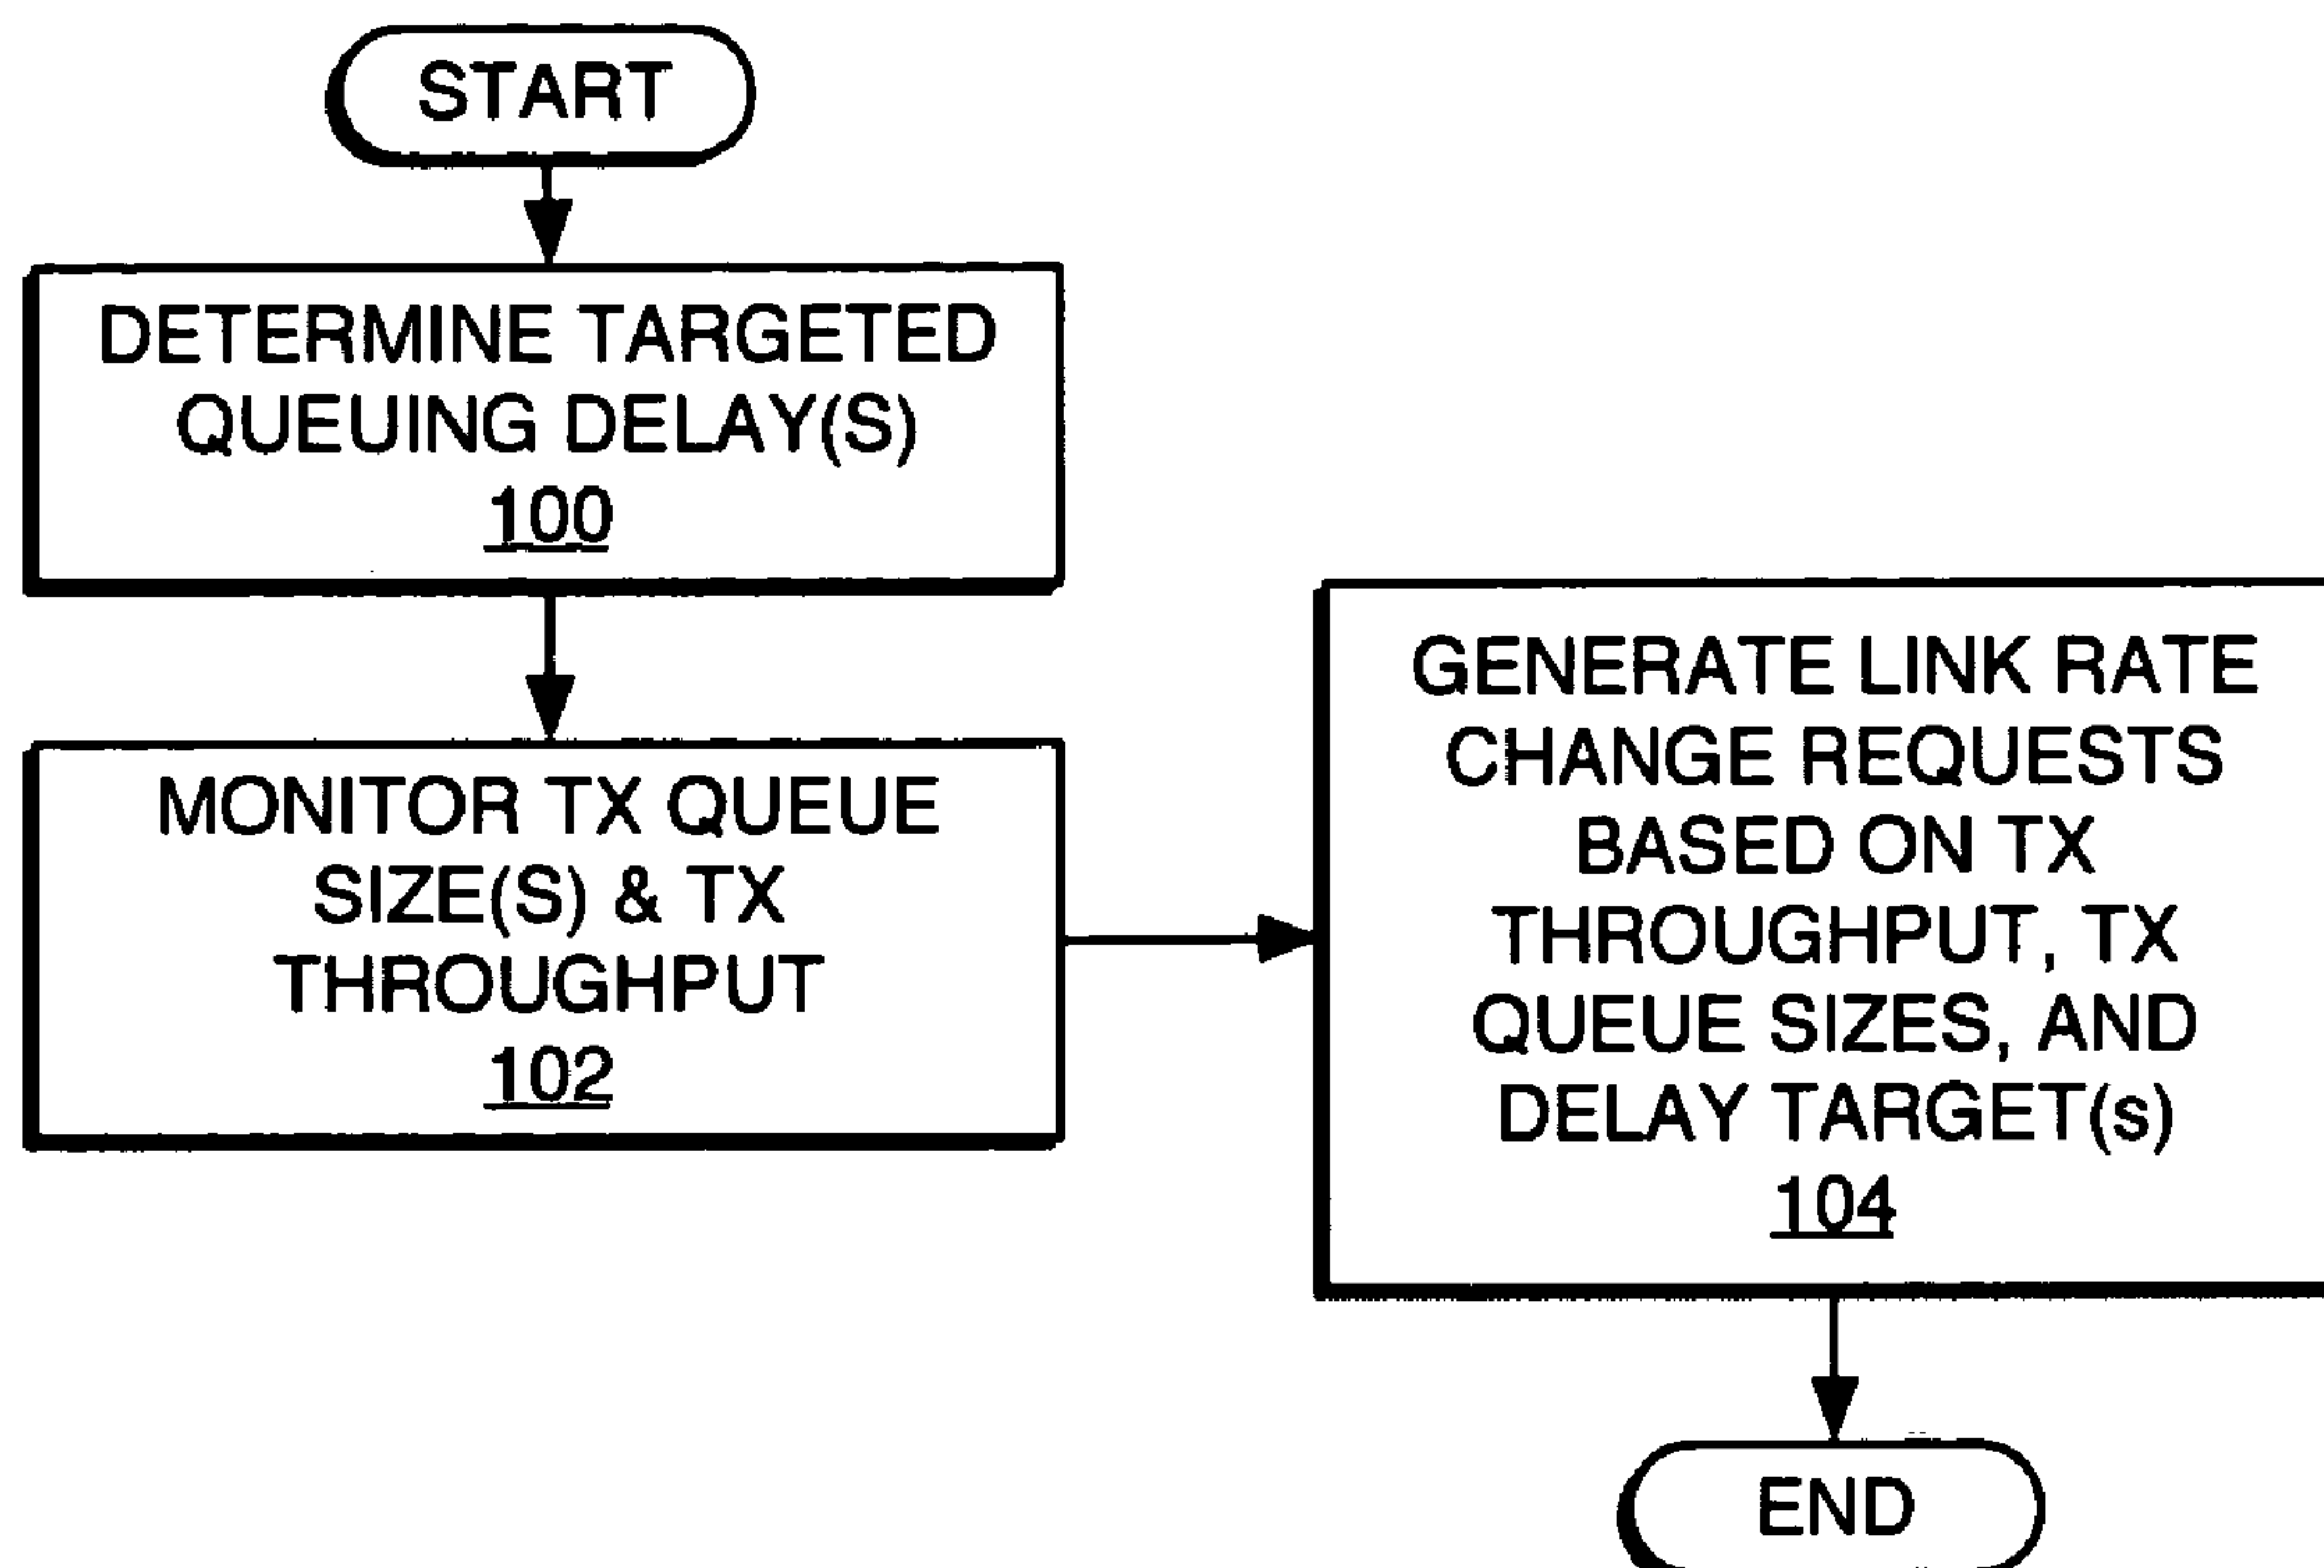 START
DETERMINE TARGETED
QUEUING DELAY(S)
100
MONITOR TX QUEUE
SIZE(S) & TX
THROUGHPUT
102
GENERATE LINK RATE
CHANGE REQUESTS
BASED ON TX
THROUGHPUT, TX
QUEUE SIZES, AND
DELAY TARGET(s)
104
END